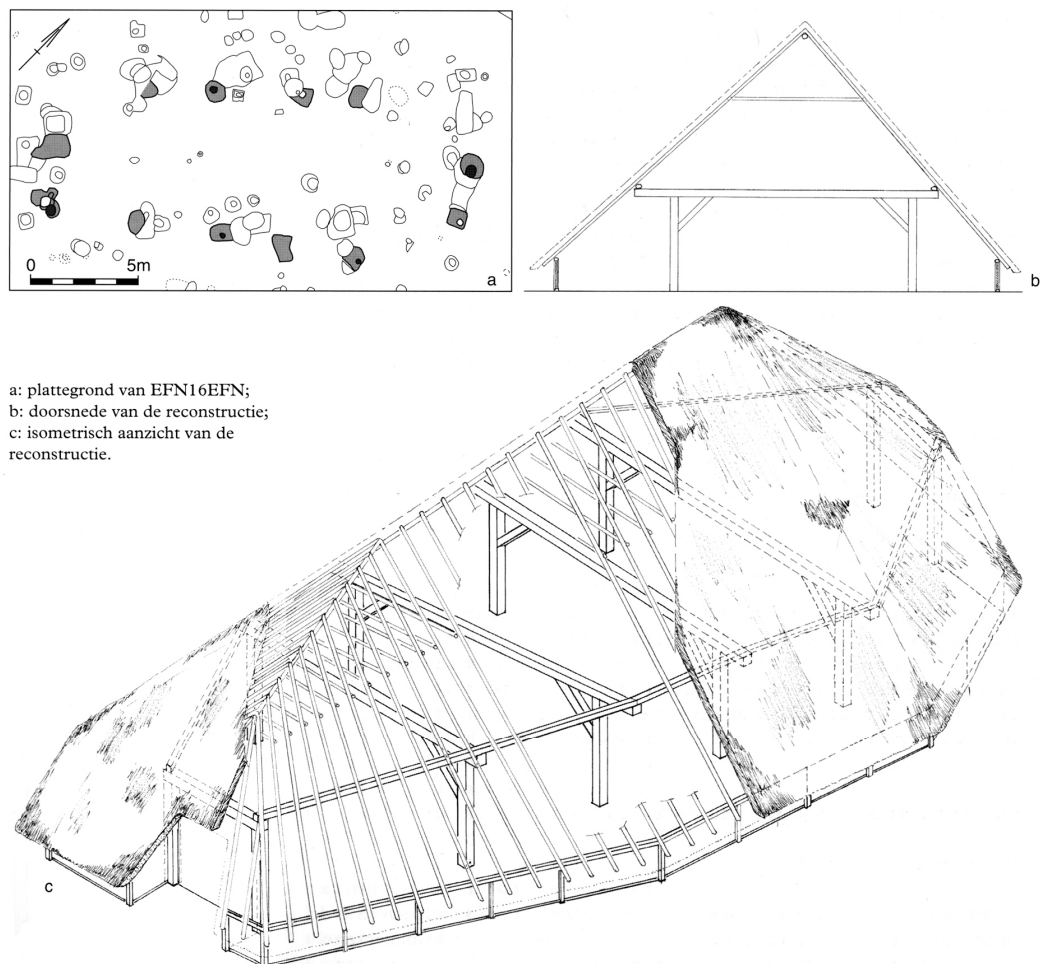 0 5m
a
b
a: plattegrond van EFN16EFN;
b: doorsnede van de reconstructie;
c: isometrisch aanzicht van de
reconstructie.
c